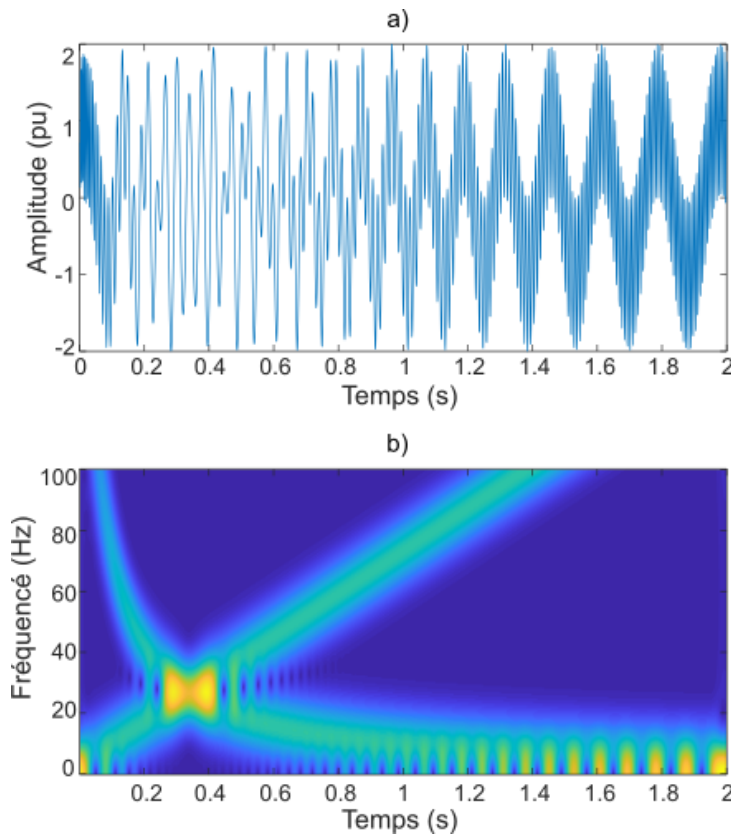 a)
Amplitude (pu)
2
1
0
-1
-2
0 0.2 0.4 0.6 0.8 1 1.2 1.4 1.6 1.8 2
Temps (s)
b)
Fréquencé (Hz)
100
80
60
40
20
0
0.2 0.4 0.6 0.8 1 1.2 1.4 1.6 1.8 2
Temps (s)